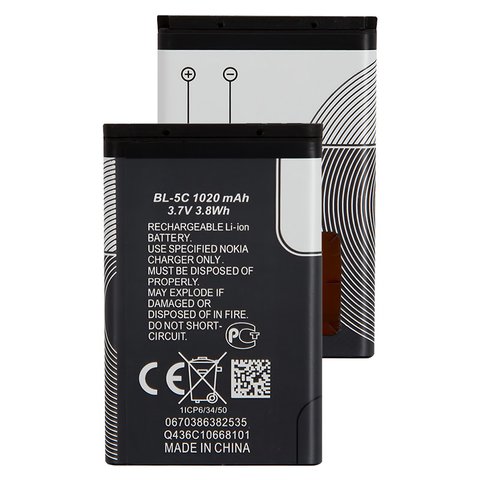 BL-5C 1020 mAh
3.7V 3.8Wh
RECHARGEABLE Li-ion
BATTERY.
USE SPECIFIED NOKIA
CHARGER ONLY.
MUST BE DISPOSED OF
PROPERLY.
MAY EXPLODE IF
DAMAGED OR
DISPOSED OF IN FIRE.
DO NOT SHORT-
CIRCUIT.
PCT
CE
1ICP6/34/50
0670386382535
Q436C10668101
MADE IN CHINA
+ −